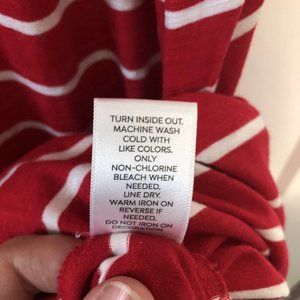 TURN INSIDE OUT.
MACHINE WASH
COLD WITH
LIKE COLORS.
ONLY
NON-CHLORINE
BLEACH WHEN
NEEDED.
LINE DRY.
WARM IRON ON
REVERSE IF
NEEDED.
DO NOT IRON ON
DECORATION